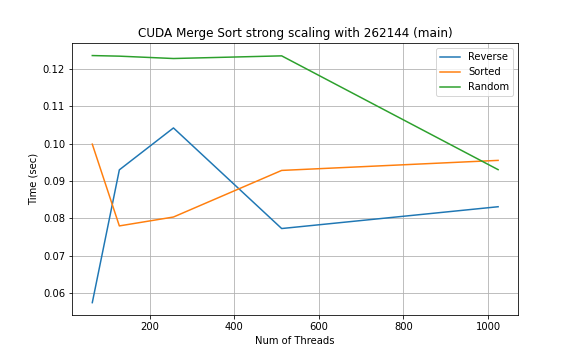 CUDA Merge Sort strong scaling with 262144 (main)
Reverse
Sorted
Random
Time (sec)
0.12
0.11
0.10
0.09
0.08
0.07
0.06
200 400 600 800 1000
Num of Threads